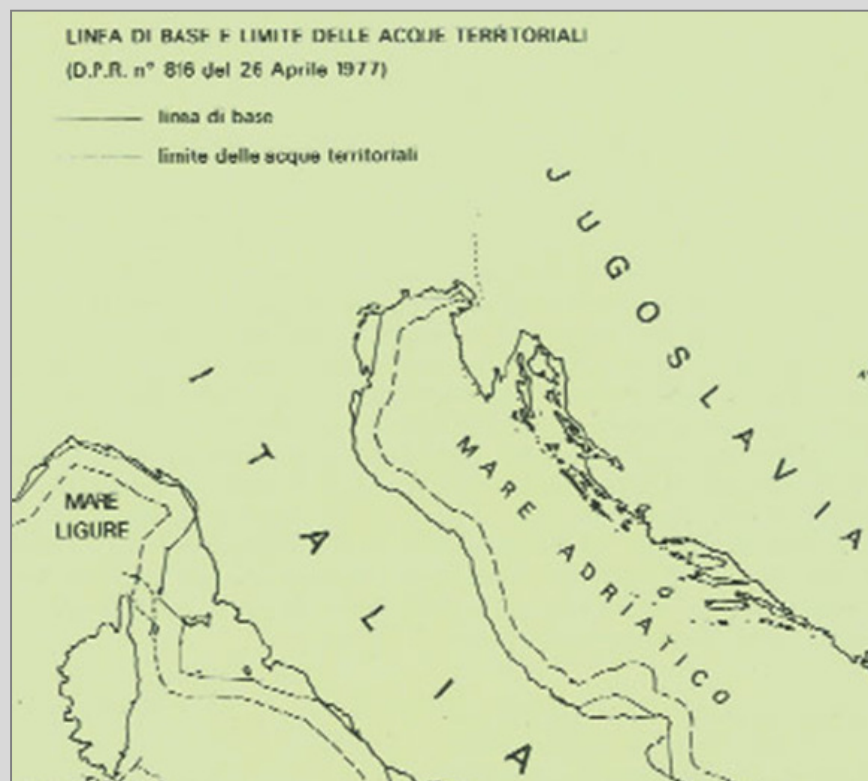 LINEA DI BASE E LIMITE DELLE ACQUE TERRITORIALI
(D.P.R. n° 816 del 26 Aprile 1977)
linea di base
limite delle acque territoriali
JUGOSLAVIA
ITALIA
MARE ADRIATICO
MARE
LIGURE